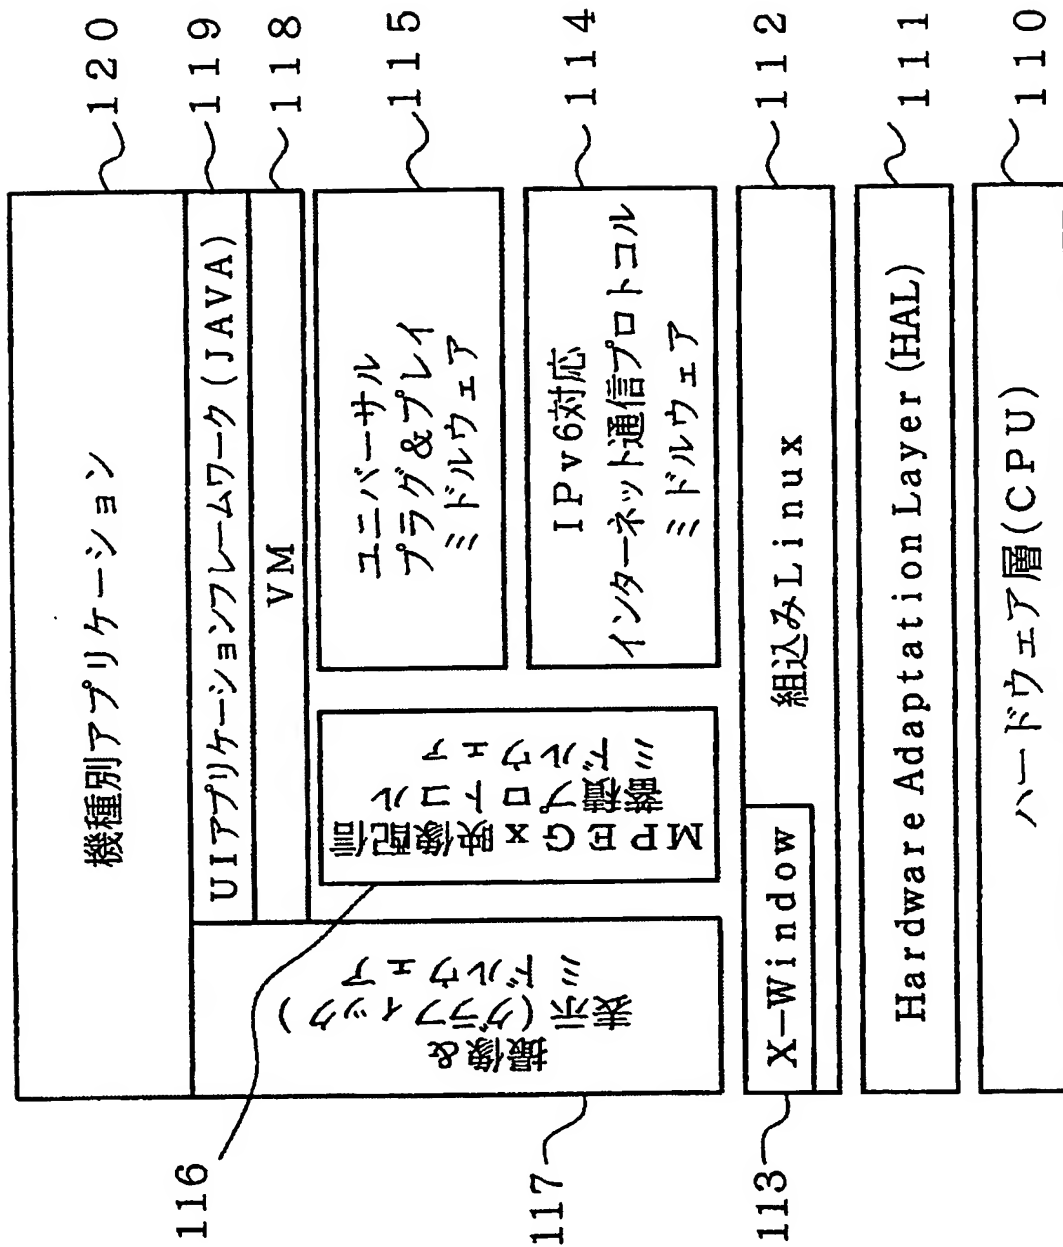 機種別アプリケーション
120
UIアプリケーションフレームワーク(JAVA)
119
VM
118
ユニバーサル
プラグ&プレイ
ミドルウェア
115
IPv6対応
インターネット通信プロトコル
ミドルウェア
114
MPEGx映像配信
蓄積プロトコル
ミドルウェア
116
撮像&
表示(グラフィック)
ミドルウェア
117
X-Window
113
組込みLinux
112
Hardware Adaptation Layer(HAL)
111
ハードウェア層(CPU)
110